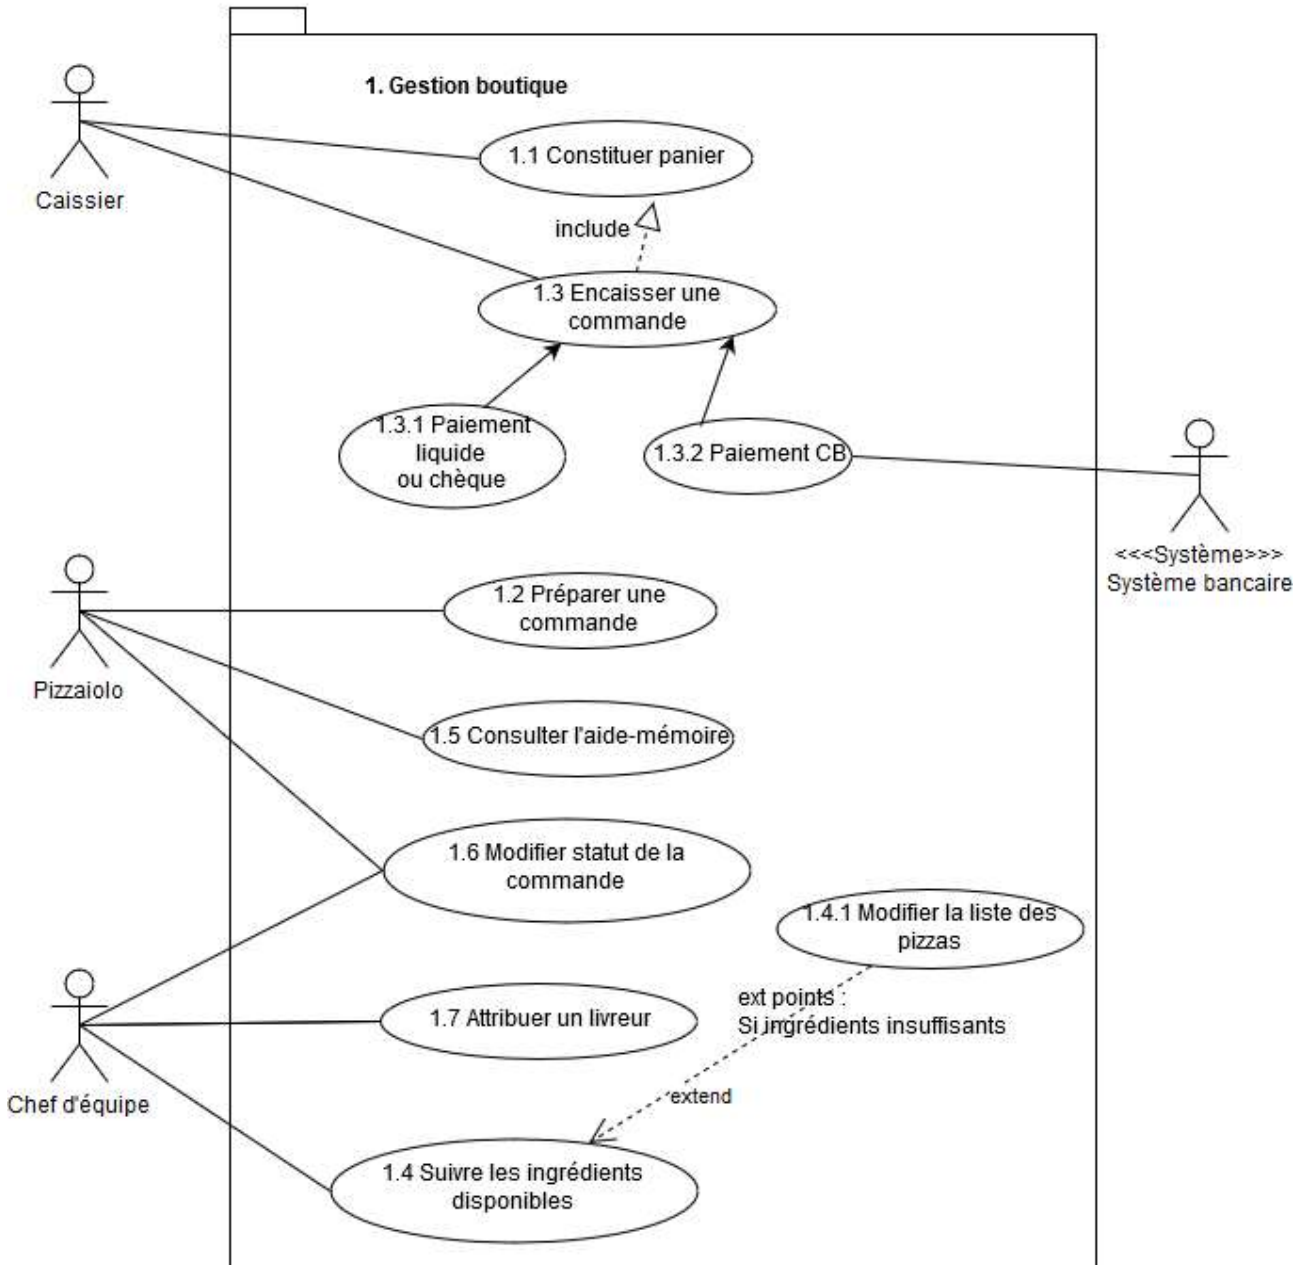 1. Gestion boutique
1.1 Constituer panier
Caissier
include
1.3 Encaisser une
commande
1.3.1 Paiement
liquide
ou chèque
1.3.2 Paiement CB
<<<Système>>>
Système bancaire
1.2 Préparer une
commande
Pizzaiolo
1.5 Consulter l'aide-mémoire
1.6 Modifier statut de la
commande
1.4.1 Modifier la liste des
pizzas
ext points :
Si ingrédients insuffisants
1.7 Attribuer un livreur
Chef d'équipe
extend
1.4 Suivre les ingrédients
disponibles